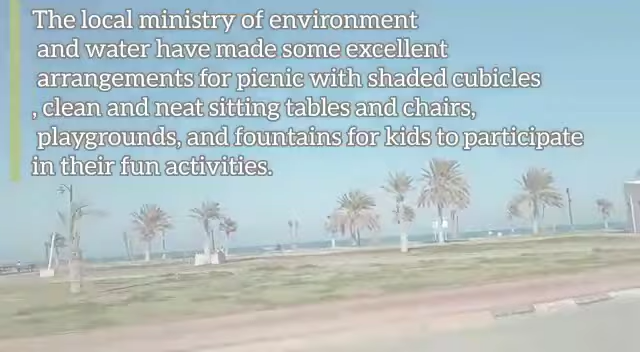 The local ministry of environment
and water have made some excellent
arrangements for picnic with shaded cubicles
, clean and neat sitting tables and chairs,
playgrounds, and fountains for kids to participate
in their fun activities.